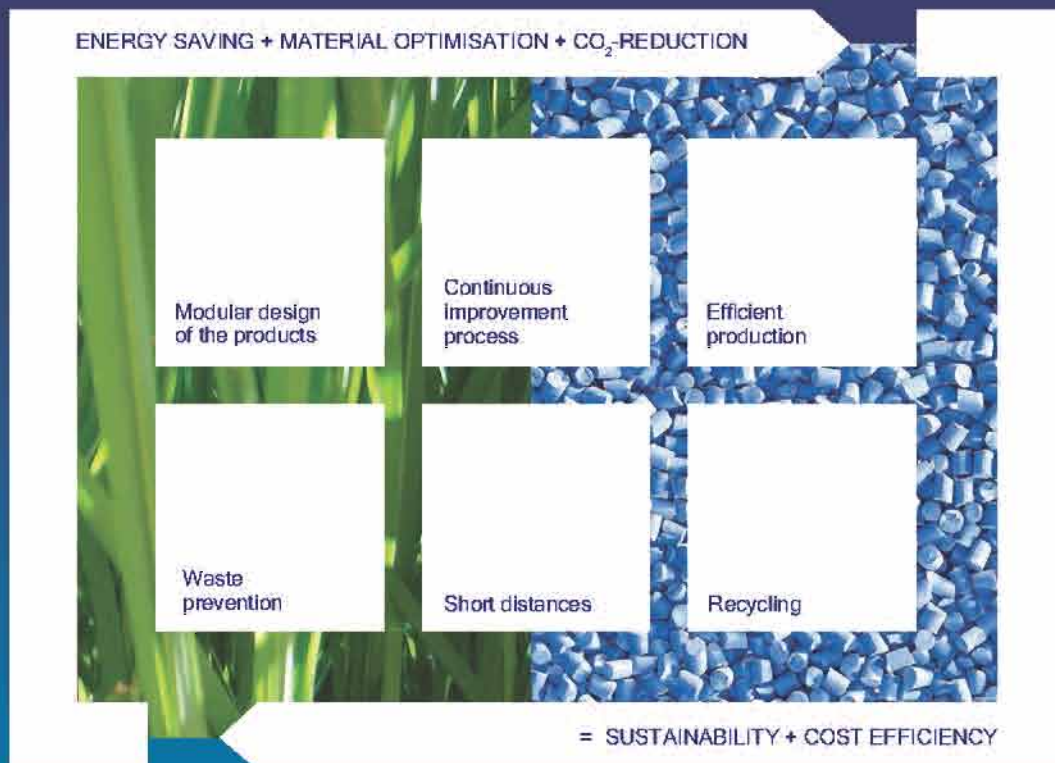 ENERGY SAVING + MATERIAL OPTIMISATION + CO₂-REDUCTION
Modular design
of the products
Continuous
improvement
process
Efficient
production
Waste
prevention
Short distances
Recycling
= SUSTAINABILITY + COST EFFICIENCY